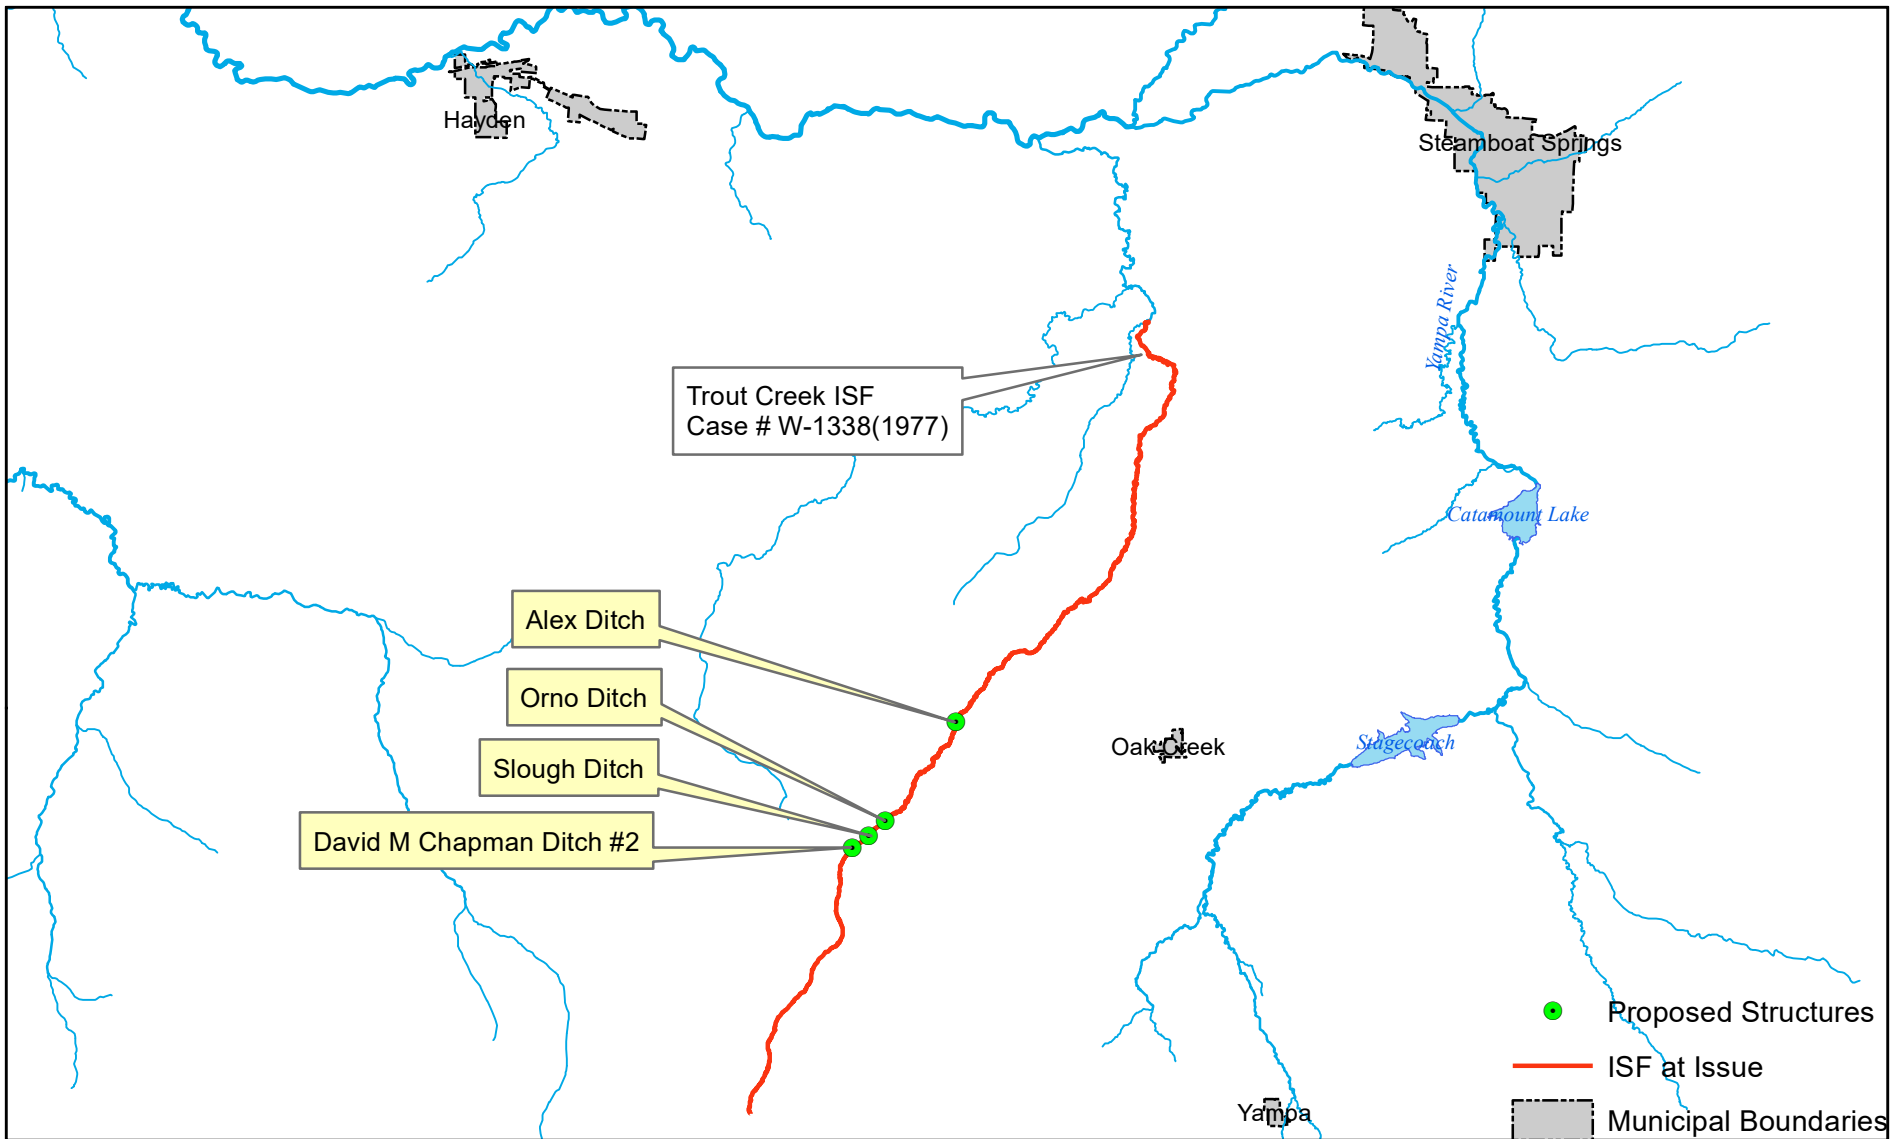 Hayden
Steamboat Springs
Yampa River
Trout Creek ISF
Case # W-1338(1977)
Catamount Lake
Alex Ditch
Orno Ditch
Stagecoach
Oak Creek
Slough Ditch
David M Chapman Ditch #2
Proposed Structures
ISF at Issue
Yampa
Municipal Boundaries